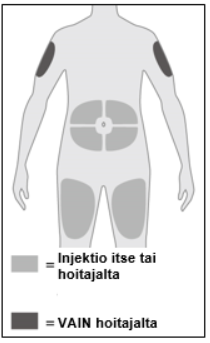 = Injektio itse tai
hoitajalta
= VAIN hoitajalta